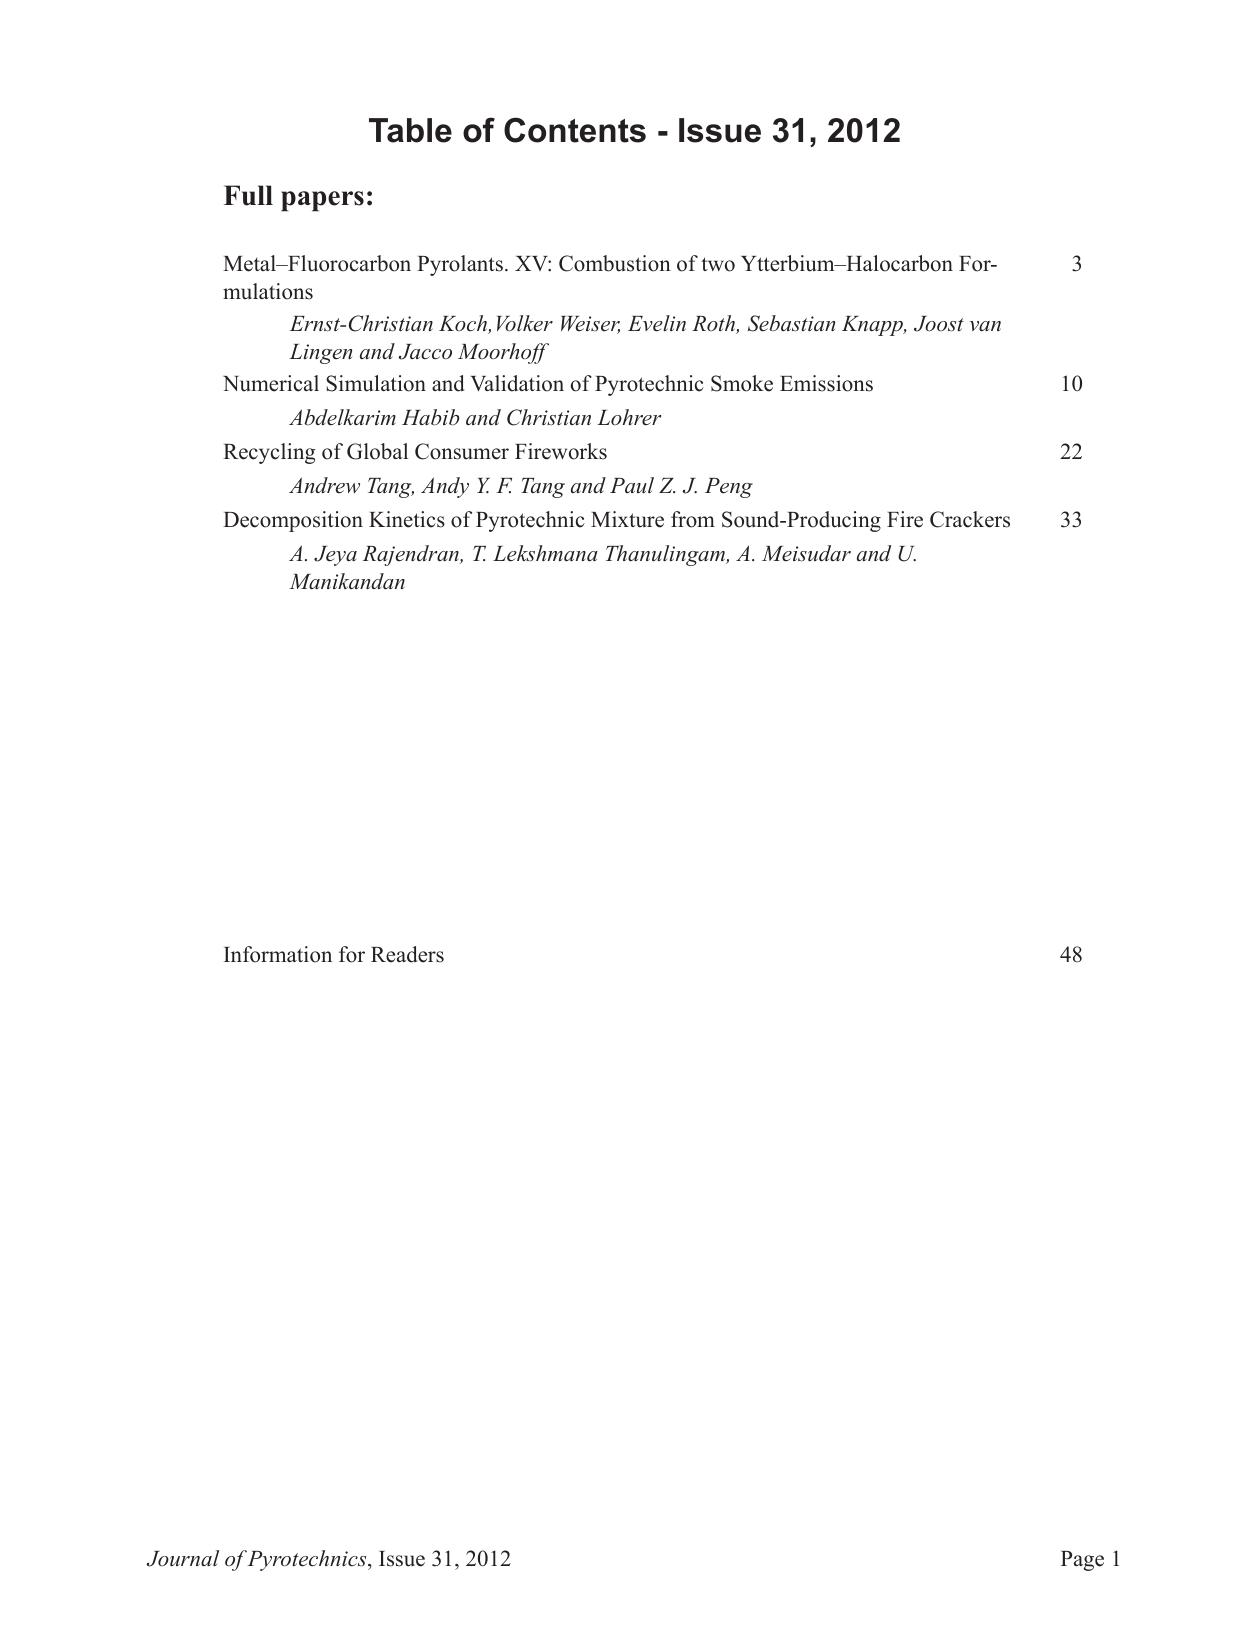 Table of Contents - Issue 31, 2012
Full papers:
Metal–Fluorocarbon Pyrolants. XV: Combustion of two Ytterbium–Halocarbon For- 3
mulations
Ernst-Christian Koch,Volker Weiser, Evelin Roth, Sebastian Knapp, Joost van
Lingen and Jacco Moorhoff
Numerical Simulation and Validation of Pyrotechnic Smoke Emissions 10
Abdelkarim Habib and Christian Lohrer
Recycling of Global Consumer Fireworks 22
Andrew Tang, Andy Y. F. Tang and Paul Z. J. Peng
Decomposition Kinetics of Pyrotechnic Mixture from Sound-Producing Fire Crackers 33
A. Jeya Rajendran, T. Lekshmana Thanulingam, A. Meisudar and U.
Manikandan
Information for Readers 48
Journal of Pyrotechnics, Issue 31, 2012 Page 1